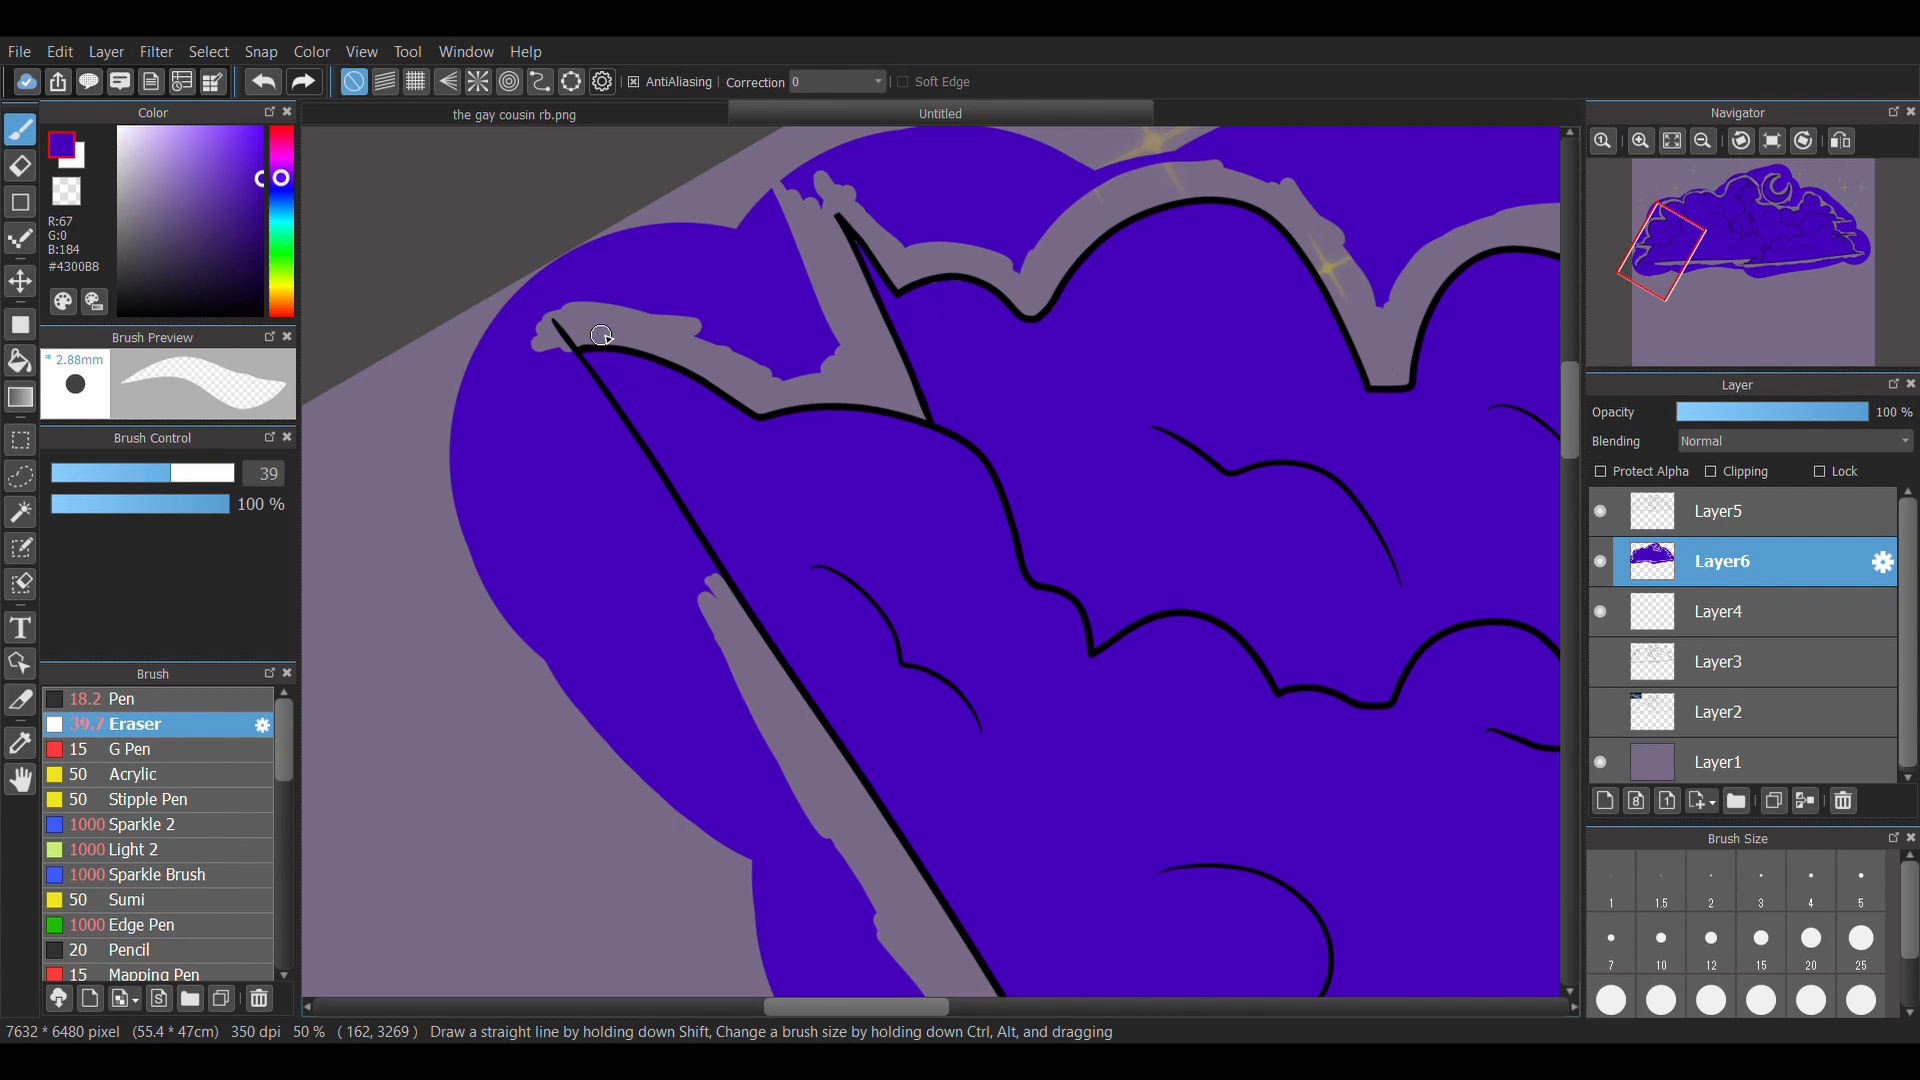 File Edit Layer Filter Select Snap Color View Tool Window Help
AntiAliasing Correction 0 Soft Edge
Color
the gay cousin rb.png Untitled
Navigator
R:67
G:0
B:184
#4300B8
Brush Preview
* 2.88mm
Brush Control
39
100 %
Layer
Opacity 100 %
Blending Normal
Protect Alpha Clipping Lock
Layer5
Layer6
Layer4
Layer3
Layer2
Layer1
Brush
18.2 Pen
39.7 Eraser
15 G Pen
50 Acrylic
50 Stipple Pen
1000 Sparkle 2
1000 Light 2
1000 Sparkle Brush
50 Sumi
1000 Edge Pen
20 Pencil
15 Mapping Pen
Brush Size
1 1.5 2 3 4 5
7 10 12 15 20 25
7632 * 6480 pixel (55.4 * 47cm) 350 dpi 50 % ( 162, 3269 ) Draw a straight line by holding down Shift, Change a brush size by holding down Ctrl, Alt, and dragging